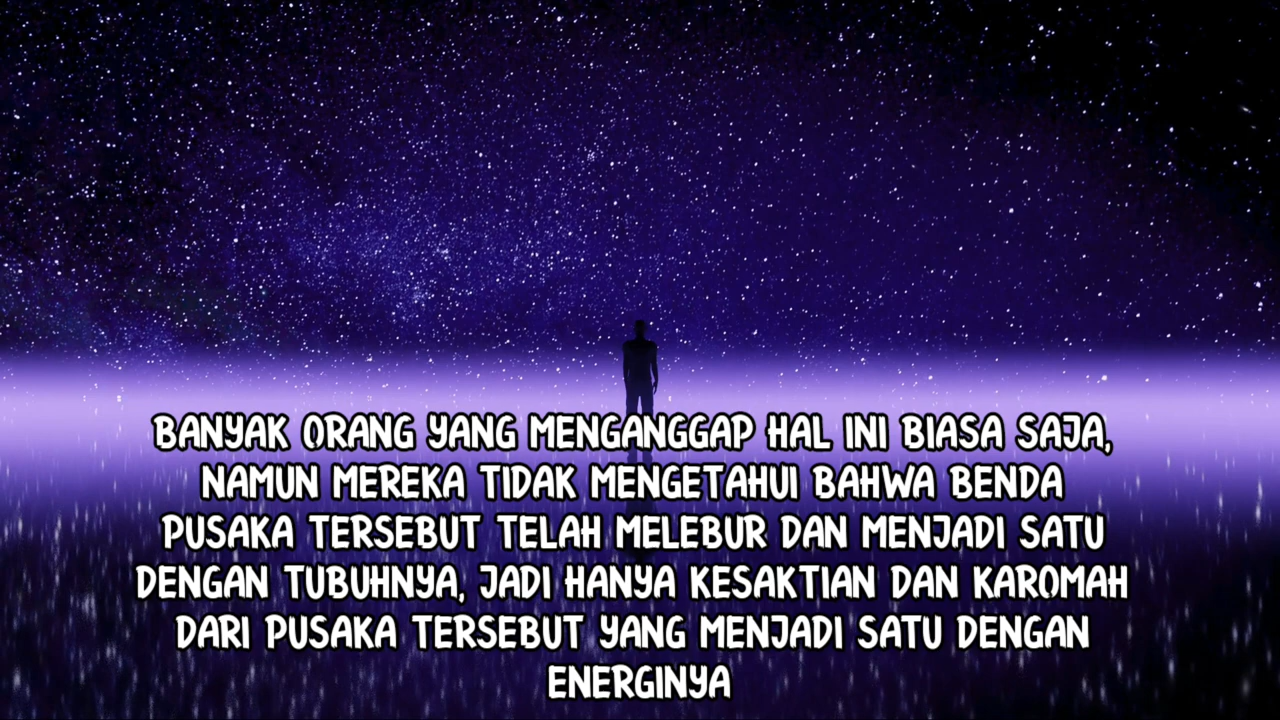 BANYAK ORANG YANG MENGANGGAP HAL INI BIASA SAJA,
NAMUN MEREKA TIDAK MENGETAHUI BAHWA BENDA
PUSAKA TERSEBUT TELAH MELEBUR DAN MENJADI SATU
DENGAN TUBUHNYA, JADI HANYA KESAKTIAN DAN KAROMAH
DARI PUSAKA TERSEBUT YANG MENJADI SATU DENGAN
ENERGINYA